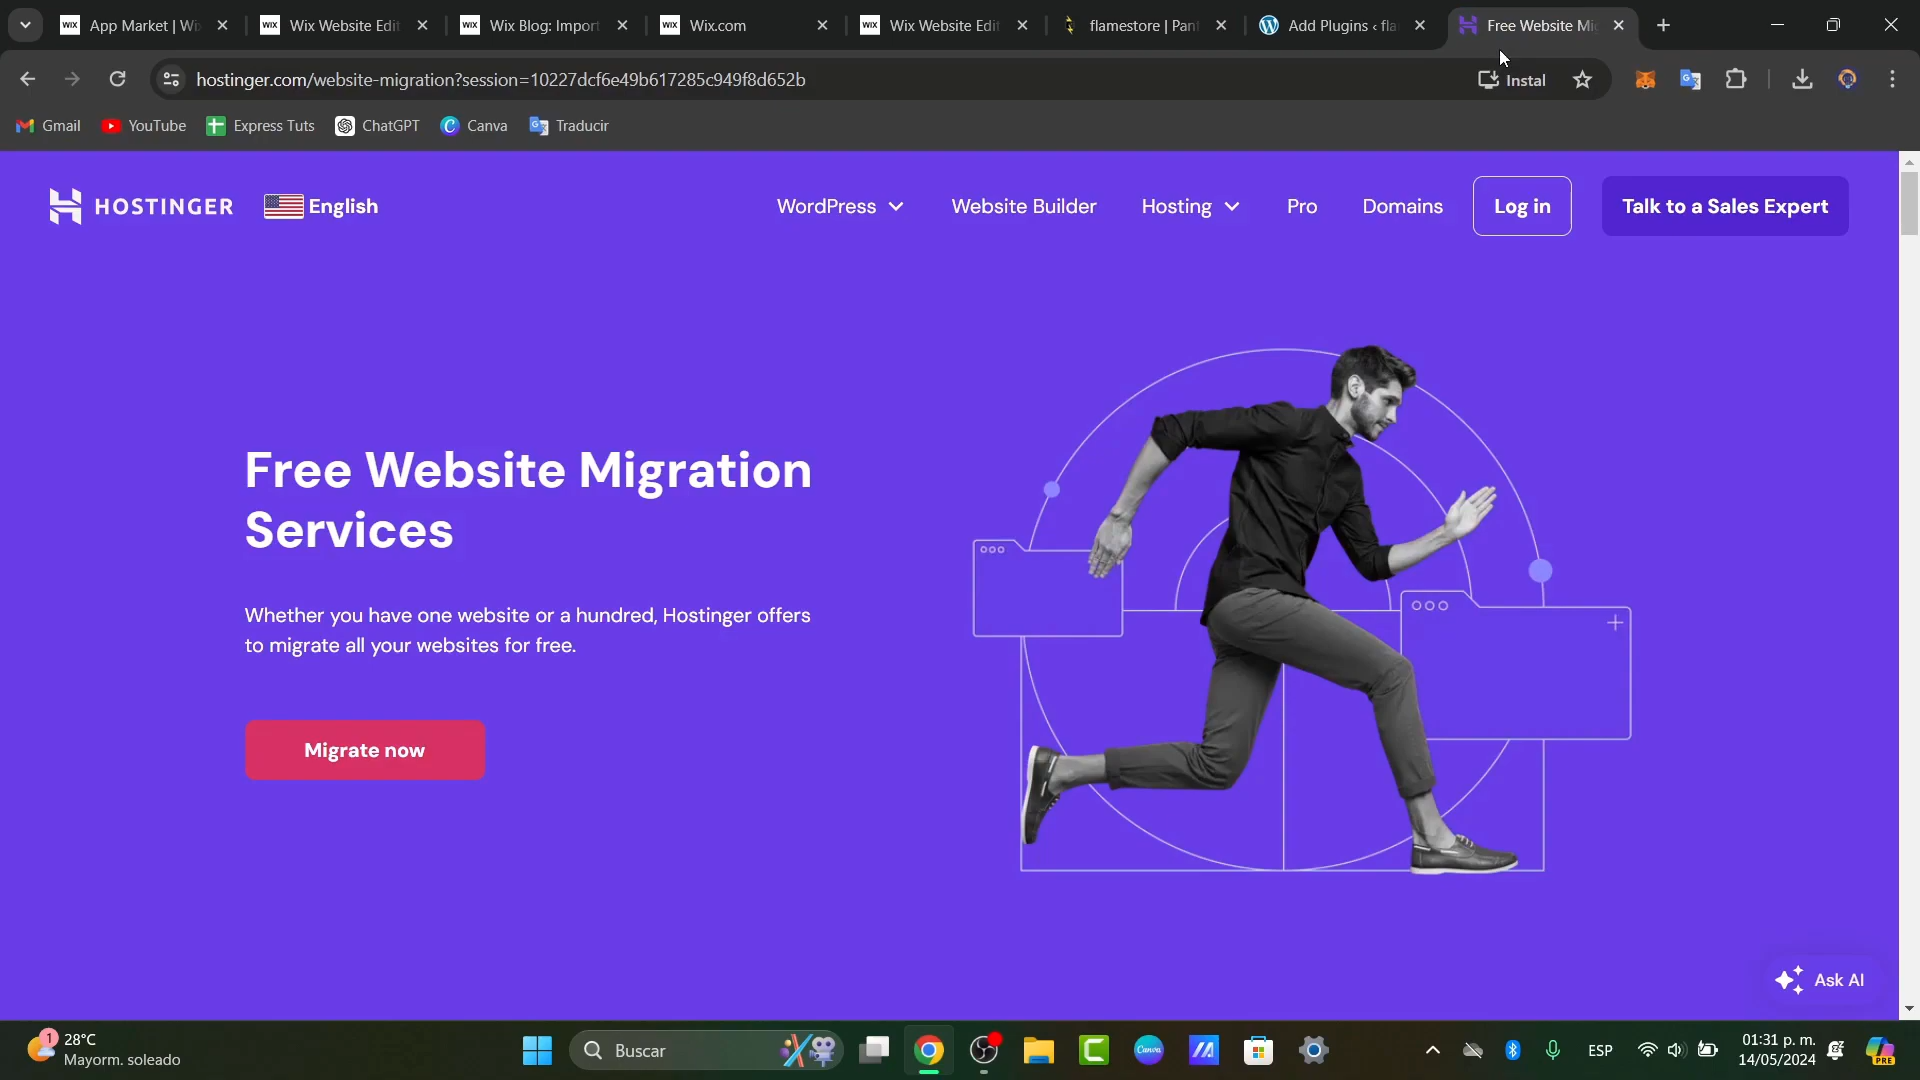 App Market | Wi
Wix Website Edit
Wix Blog: Import
Wix.com
Wix Website Edit
flamestore | Pan
Add Plugins ‹ fla
Free Website Mi
hostinger.com/website-migration?session=10227dcf6e49b617285c949f8d652b
Instal
Gmail
YouTube
Express Tuts
ChatGPT
Canva
Traducir
HOSTINGER
English
WordPress
Website Builder
Hosting
Pro
Domains
Log in
Talk to a Sales Expert
Free Website Migration
Services
Whether you have one website or a hundred, Hostinger offers
to migrate all your websites for free.
Migrate now
Ask AI
1
28°C
Mayorm. soleado
Buscar
Canva
ESP
01:31 p. m.
14/05/2024
PRE